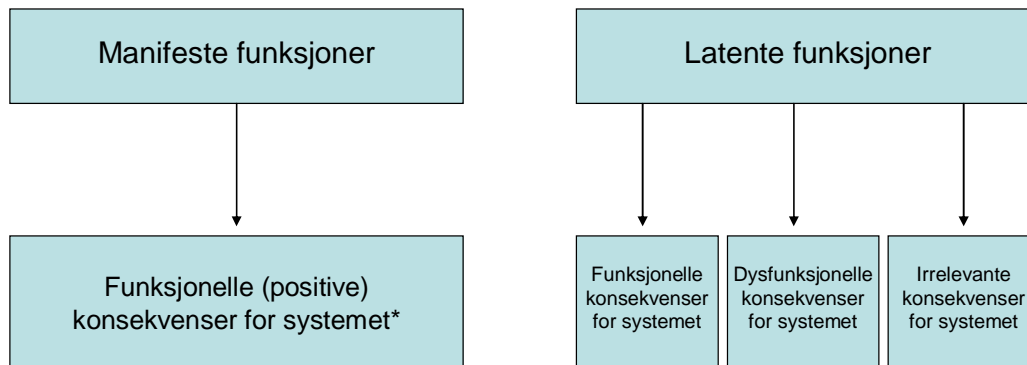 Manifeste funksjoner
Latente funksjoner
Funksjonelle (positive)
konsekvenser for systemet*
Funksjonelle
konsekvenser
for systemet
Dysfunksjonelle
konsekvenser
for systemet
Irrelevante
konsekvenser
for systemet